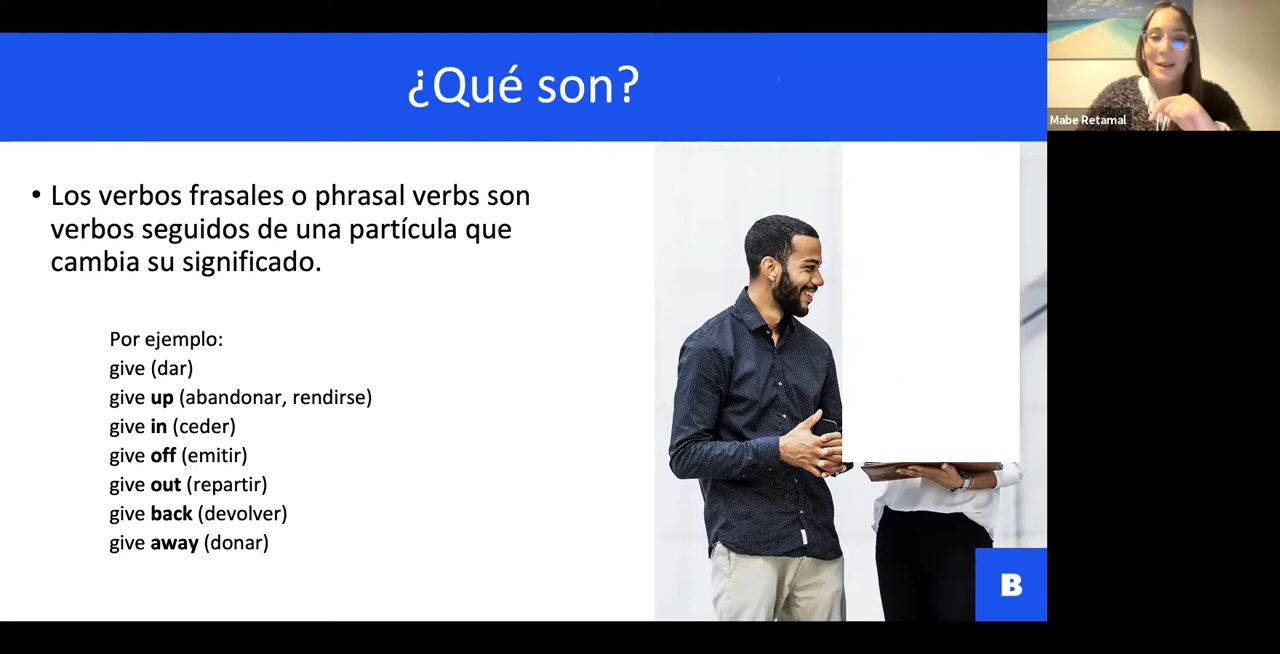 ¿Qué son?
Mabe Retamal
• Los verbos frasales o phrasal verbs son
verbos seguidos de una partícula que
cambia su significado.
Por ejemplo:
give (dar)
give up (abandonar, rendirse)
give in (ceder)
give off (emitir)
give out (repartir)
give back (devolver)
give away (donar)
B